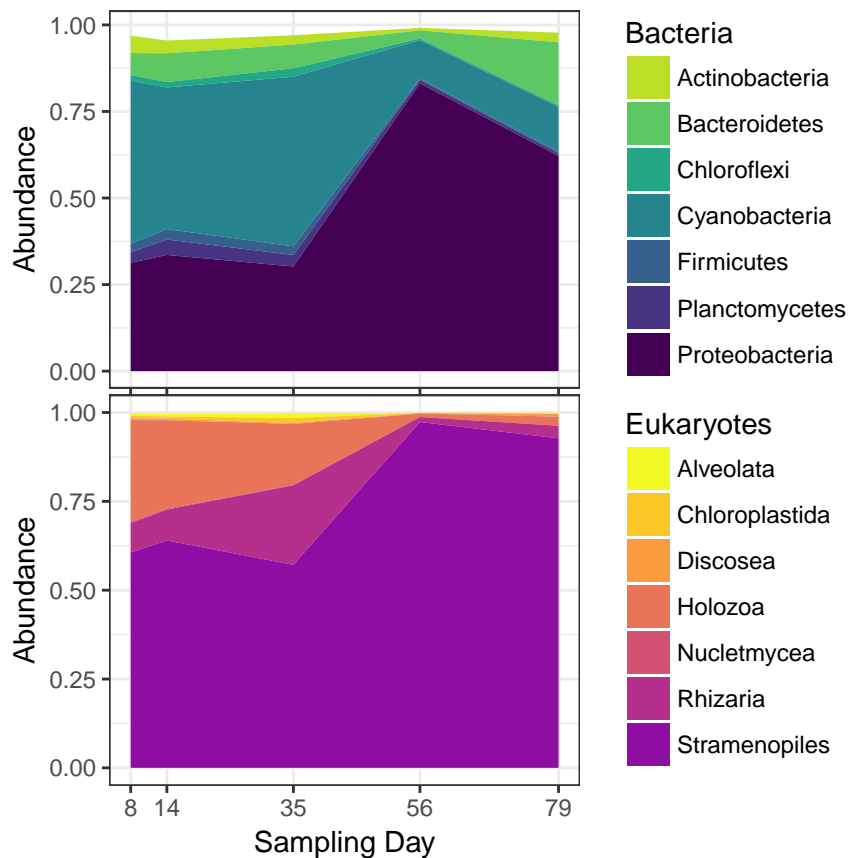 Abundance
1.00
0.75
0.50
0.25
0.00
Bacteria
Actinobacteria
Bacteroidetes
Chloroflexi
Cyanobacteria
Firmicutes
Planctomycetes
Proteobacteria
Abundance
1.00
0.75
0.50
0.25
0.00
8 14 35 56 79
Sampling Day
Eukaryotes
Alveolata
Chloroplastida
Discosea
Holozoa
Nucletmycea
Rhizaria
Stramenopiles